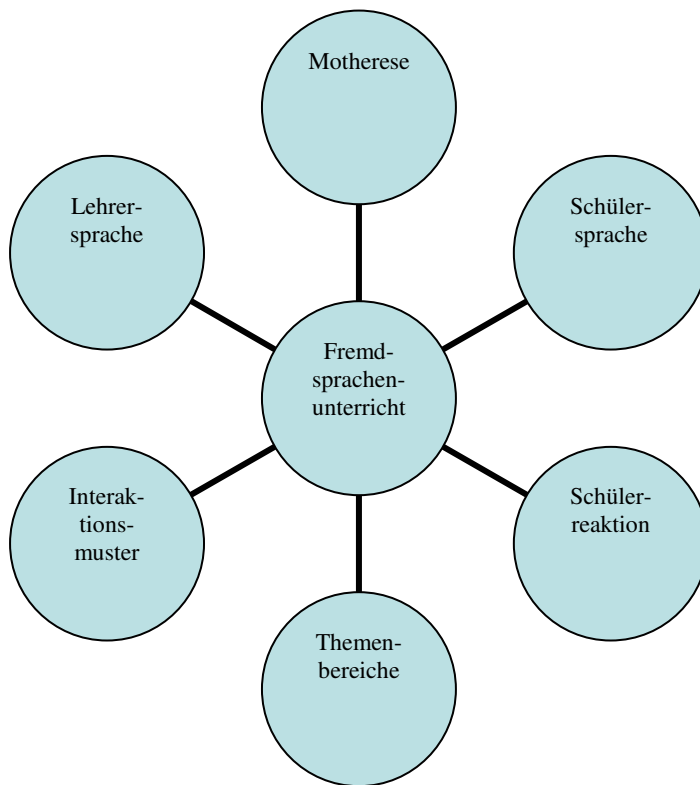 Motherese
Lehrer-
sprache
Schüler-
sprache
Fremd-
sprachen-
unterricht
Interak-
tions-
muster
Schüler-
reaktion
Themen-
bereiche